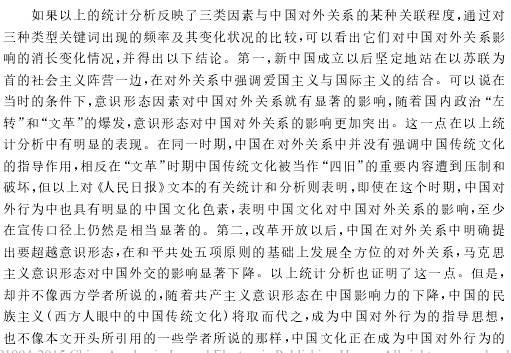 如果以上的统计分析反映了三类因素与中国对外关系的某种关联程度,通过对
三种类型关键词出现的频率及其变化状况的比较,可以看出它们对中国对外关系影
响的消长变化情况,并得出以下结论。第一,新中国成立以后坚定地站在以苏联为
首的社会主义阵营一边,在对外关系中强调爱国主义与国际主义的结合。可以说在
当时的条件下,意识形态因素对中国对外关系就有显著的影响,随着国内政治“左
转”和“文革”的爆发,意识形态对中国对外关系的影响更加突出。这一点在以上统
计分析中有明显的表现。在同一时期,中国在对外关系中并没有强调中国传统文化
的指导作用,相反在“文革”时期中国传统文化被当作“四旧”的重要内容遭到压制和
破坏,但以上对《人民日报》文本的有关统计和分析则表明,即使在这个时期,中国对
外行为中也具有明显的中国文化色素,表明中国文化对中国对外关系的影响,至少
在宣传口径上仍然是相当显著的。第二,改革开放以后,中国在对外关系中明确提
出要超越意识形态,在和平共处五项原则的基础上发展全方位的对外关系,马克思
主义意识形态对中国外交的影响显著下降。以上统计分析也证明了这一点。但是,
却并不像西方学者所说的,随着共产主义意识形态在中国影响力的下降,中国的民
族主义(西方人眼中的中国传统文化)将取而代之,成为中国对外行为的指导思想,
也不像本文开头所引用的一些学者所说的那样,中国文化正在成为中国对外行为的